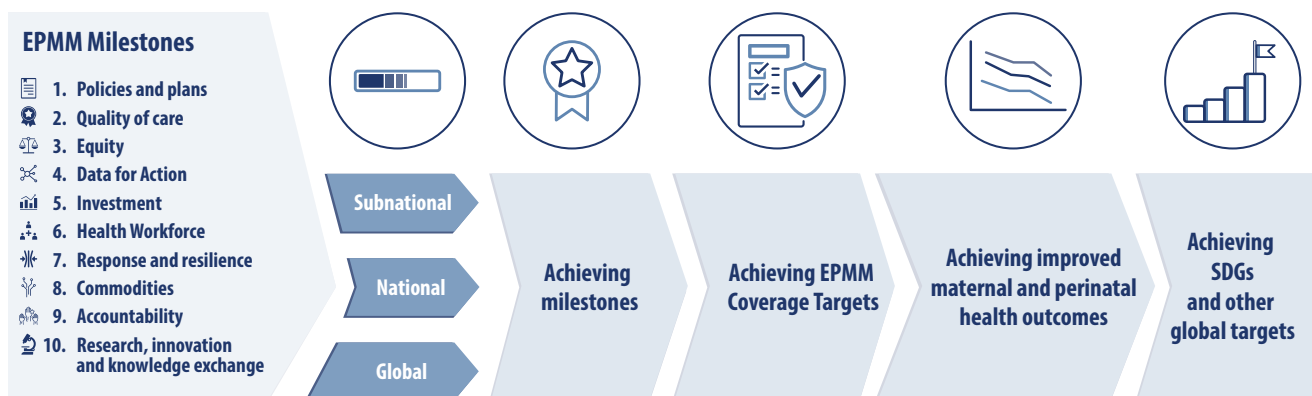 EPMM Milestones
1. Policies and plans
2. Quality of care
3. Equity
4. Data for Action
5. Investment
6. Health Workforce
7. Response and resilience
8. Commodities
9. Accountability
10. Research, innovation
and knowledge exchange
Subnational
National
Global
Achieving
milestones
Achieving EPMM
Coverage Targets
Achieving improved
maternal and perinatal
health outcomes
Achieving
SDGs
and other
global targets